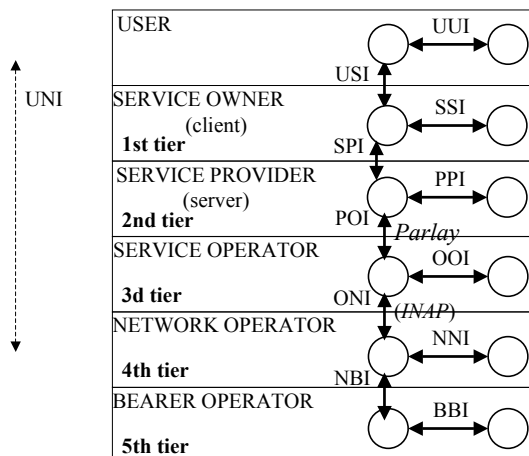 USER
UUI
USI
UNI
SERVICE OWNER
(client)
1st tier
SSI
SPI
SERVICE PROVIDER
(server)
2nd tier
PPI
POI
Parlay
SERVICE OPERATOR
3d tier
OOI
ONI
(INAP)
NETWORK OPERATOR
4th tier
NNI
NBI
BEARER OPERATOR
5th tier
BBI